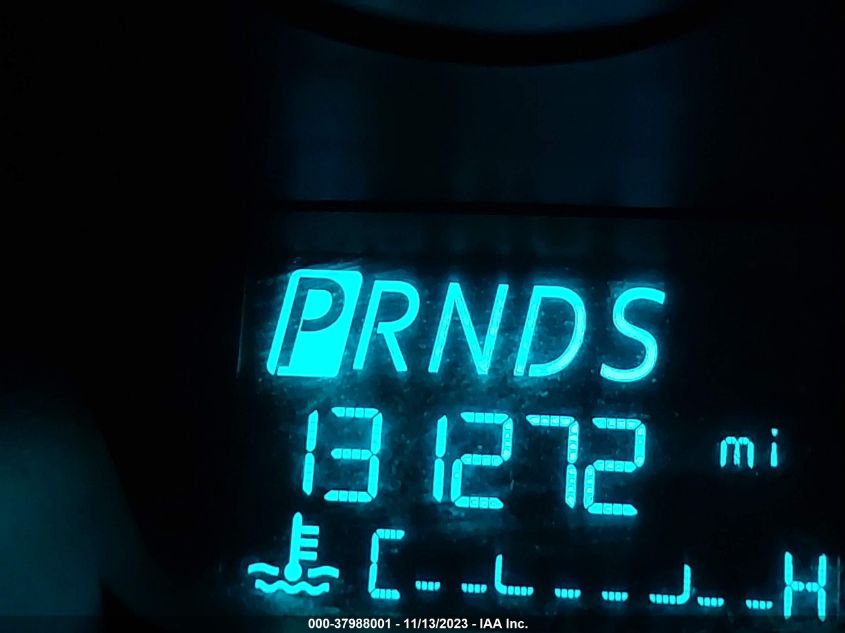 PRNDS
131272 mi
C H
000-37988001 - 11/13/2023 - IAA Inc.